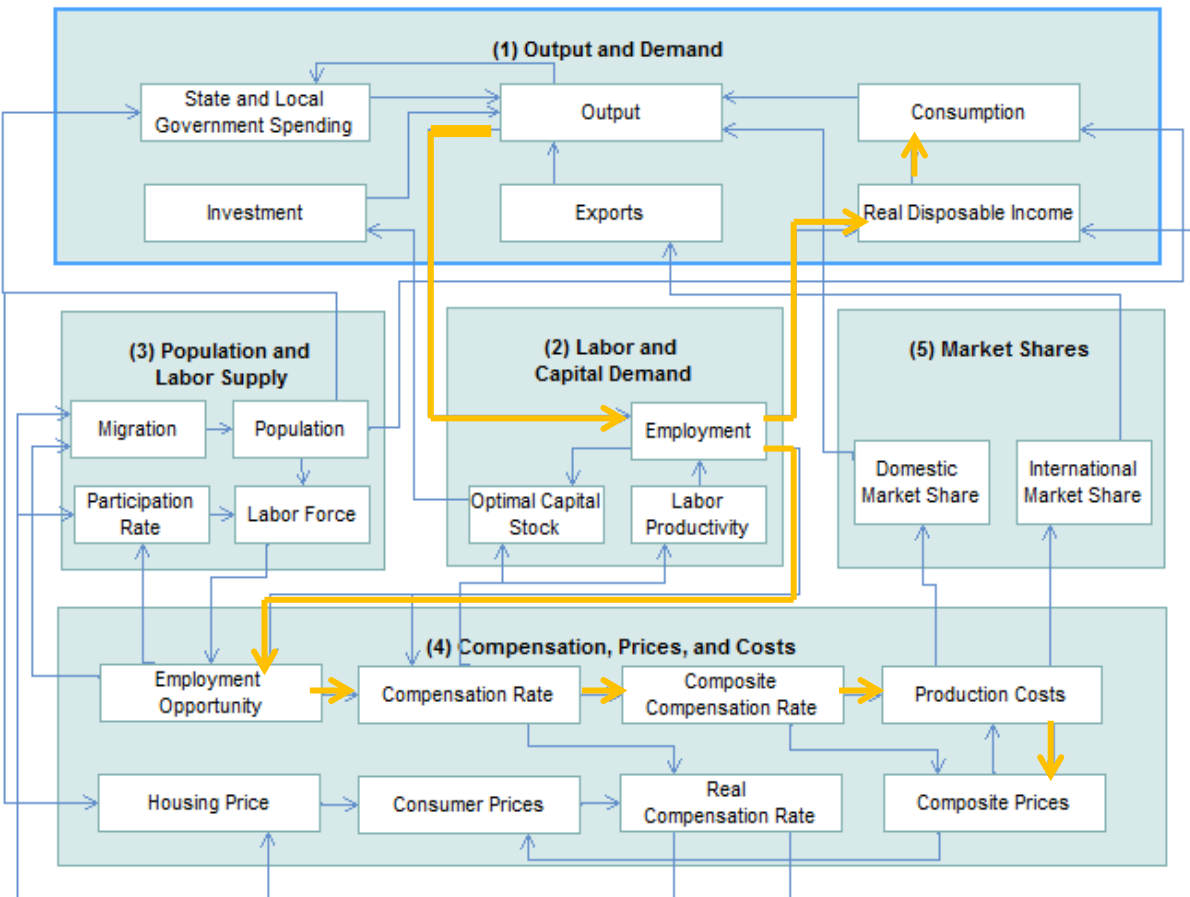 (1) Output and Demand
State and Local
Government Spending
Output
Consumption
Investment
Exports
Real Disposable Income
(3) Population and
Labor Supply
Migration
Population
Participation
Rate
Labor Force
(2) Labor and
Capital Demand
Employment
Optimal Capital
Stock
Labor
Productivity
(5) Market Shares
Domestic
Market Share
International
Market Share
(4) Compensation, Prices, and Costs
Employment
Opportunity
Compensation Rate
Composite
Compensation Rate
Production Costs
Housing Price
Consumer Prices
Real
Compensation Rate
Composite Prices